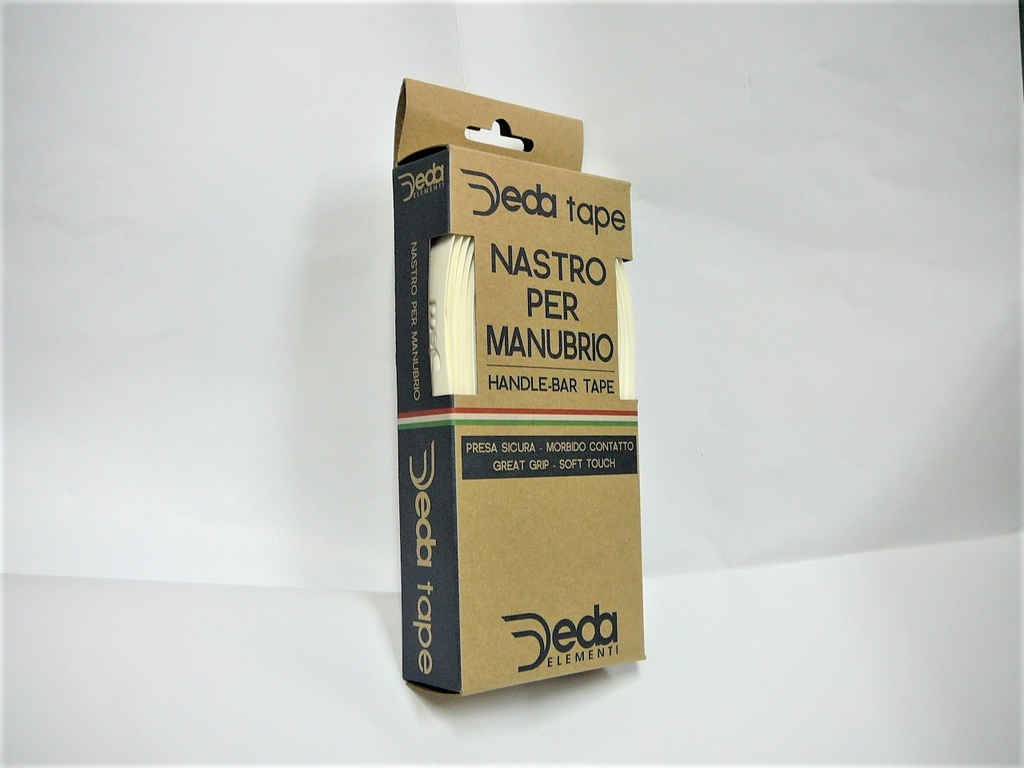 Deda
ELEMENTI
NASTRO PER MANUBRIO
Deda tape
Deda tape
NASTRO
PER
MANUBRIO
HANDLE-BAR TAPE
PRESA SICURA - MORBIDO CONTATTO
GREAT GRIP - SOFT TOUCH
Deda
ELEMENTI